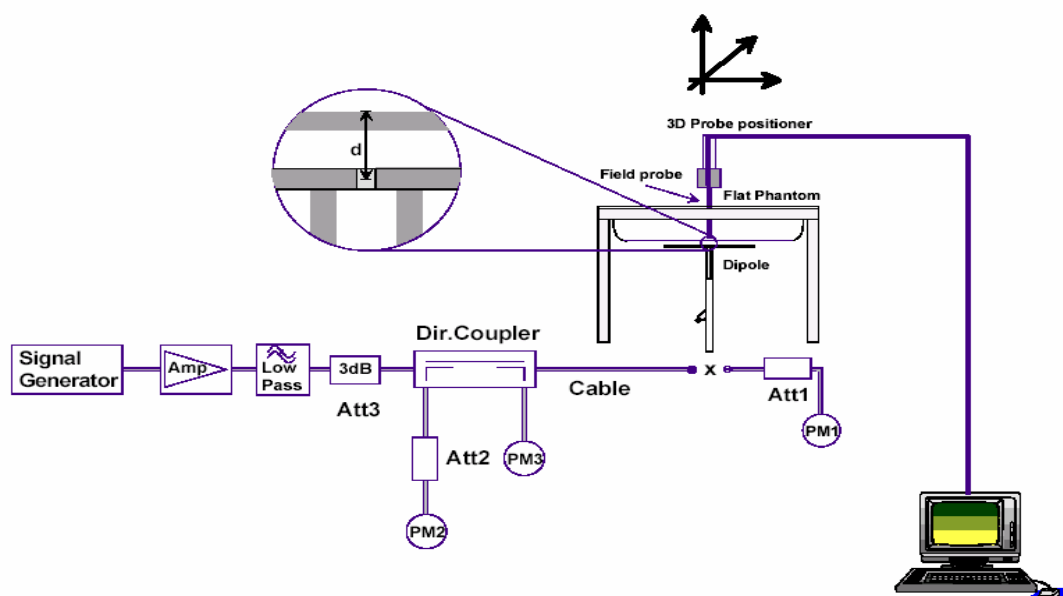 3D Probe positioner
d
Field probe
Flat Phantom
Dipole
Dir.Coupler
Signal
Generator
Amp
Low
Pass
3dB
Att3
Cable
x
Att1
PM1
Att2
PM3
PM2